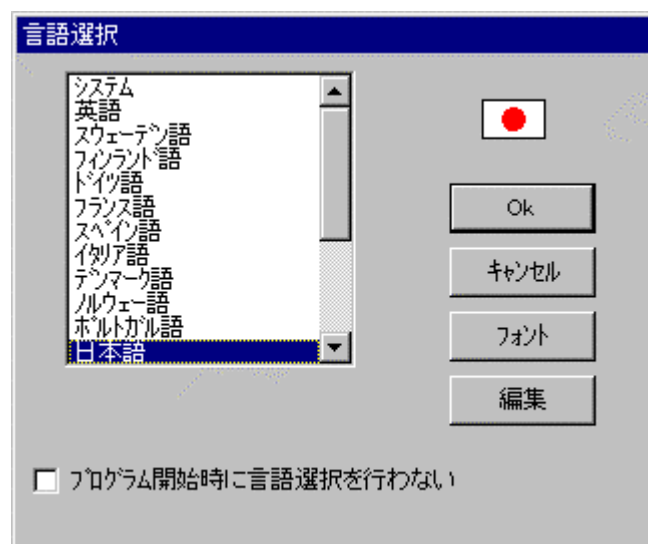 言語選択
システム
英語
スウェーデン語
フィンランド語
ドイツ語
フランス語
スペイン語
イタリア語
デンマーク語
ノルウェー語
ポルトガル語
日本語
Ok
キャンセル
フォント
編集
プログラム開始時に言語選択を行わない